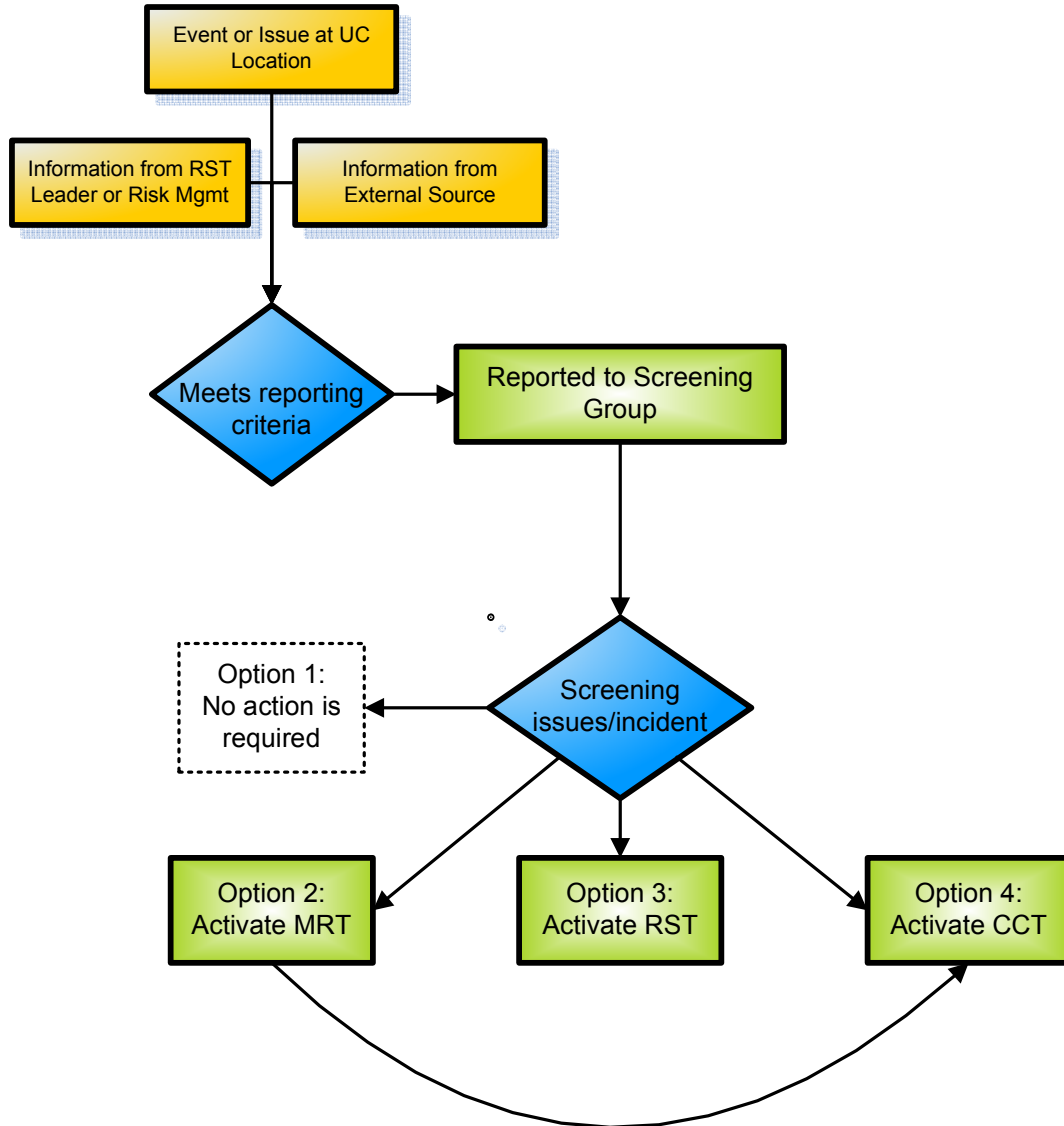 Event or Issue at UC
Location
Information from RST
Leader or Risk Mgmt
Information from
External Source
Meets reporting
criteria
Reported to Screening
Group
Option 1:
No action is
required
Screening
issues/incident
Option 2:
Activate MRT
Option 3:
Activate RST
Option 4:
Activate CCT